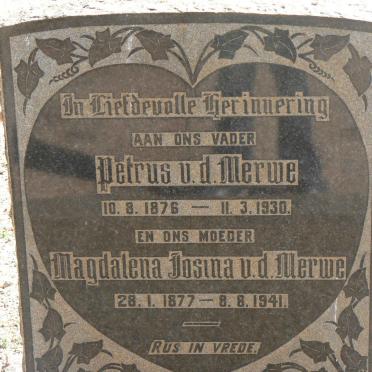 In Liefdevolle Herinnering
AAN ONS VADER
Petrus v.d. Merwe
10. 8. 1876 — 11. 3. 1930.
EN ONS MOEDER
Magdalena Josina v.d. Merwe
28. 1. 1877 — 8. 8. 1941.
RUS IN VREDE.